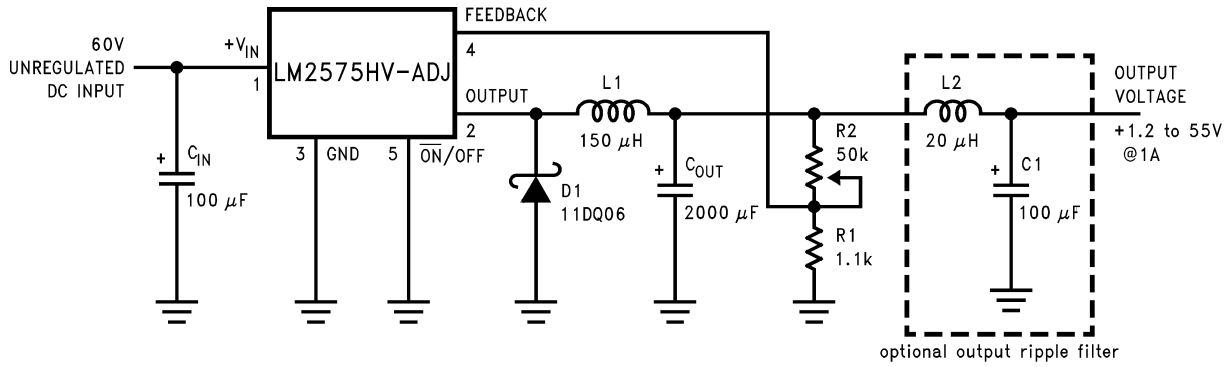 60V
UNREGULATED
DC INPUT
+VIN
1
LM2575HV-ADJ
FEEDBACK
4
OUTPUT
2
3
GND
5
ON/OFF
CIN
+
100 μF
D1
11DQ06
L1
150 μH
+
COUT
2000 μF
R2
50k
R1
1.1k
L2
20 μH
+
C1
100 μF
OUTPUT
VOLTAGE
+1.2 to 55V
@1A
optional output ripple filter